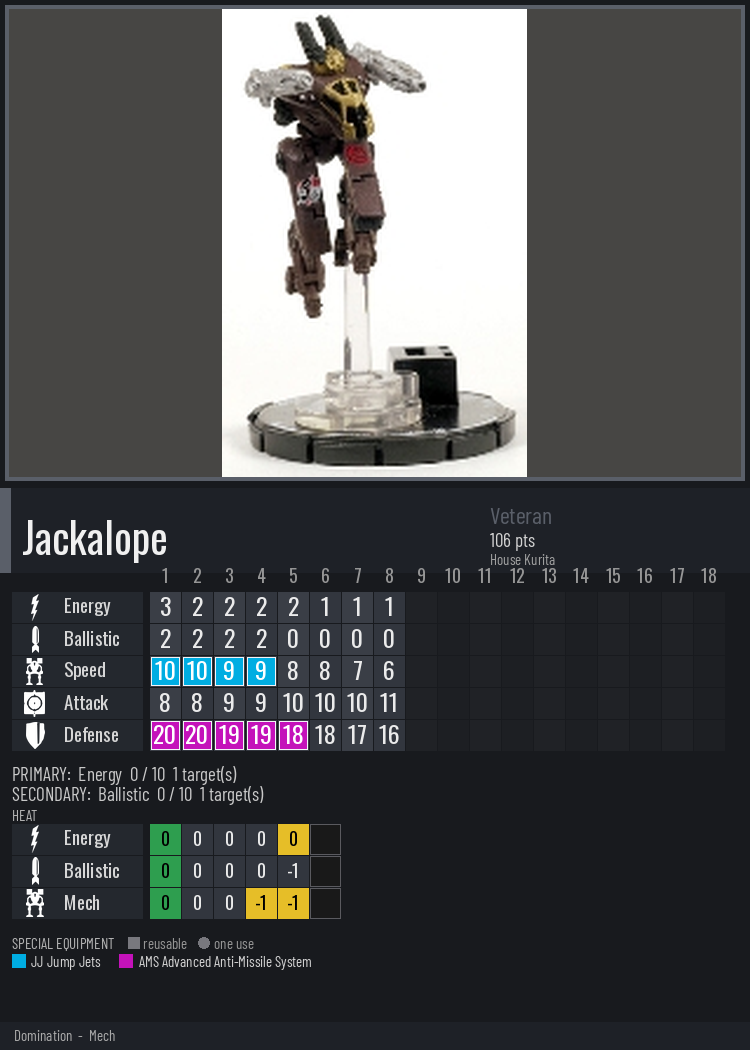 Jackalope
Veteran
106 pts
House Kurita
1 2 3 4 5 6 7 8 9 10 11 12 13 14 15 16 17 18
Energy 3 2 2 2 2 1 1 1
Ballistic 2 2 2 2 0 0 0 0
Speed 10 10 9 9 8 8 7 6
Attack 8 8 9 9 10 10 10 11
Defense 20 20 19 19 18 18 17 16
PRIMARY: Energy 0 / 10 1 target(s)
SECONDARY: Ballistic 0 / 10 1 target(s)
HEAT
Energy 0 0 0 0 0
Ballistic 0 0 0 0 -1
Mech 0 0 0 -1 -1
SPECIAL EQUIPMENT reusable one use
JJ Jump Jets AMS Advanced Anti-Missile System
Domination - Mech